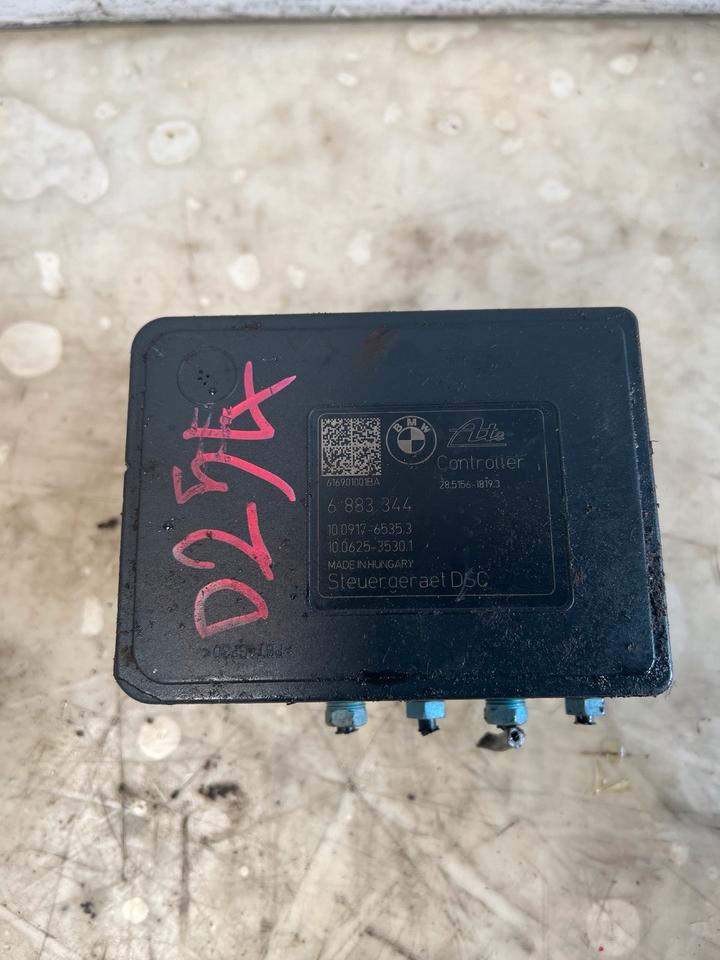 D254
BMW
Ate
Controller
616901001BA
28.5156-1819.3
6 883 344
10.0917-6535.3
10.0625-3530.1
MADE IN HUNGARY
Steuergeraet DSC